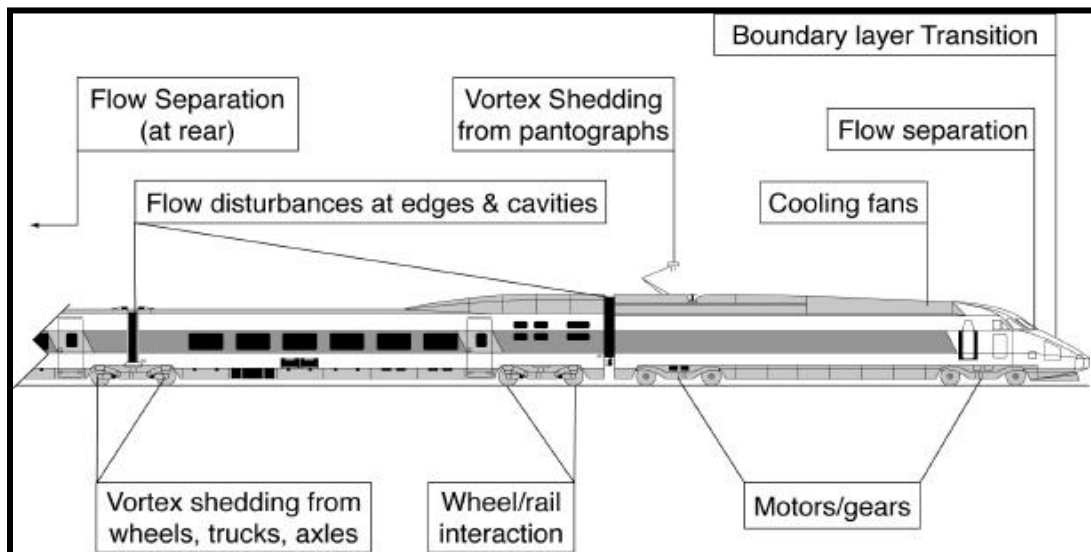 Boundary layer Transition
Flow Separation
(at rear)
Vortex Shedding
from pantographs
Flow separation
Flow disturbances at edges & cavities
Cooling fans
Vortex shedding from
wheels, trucks, axles
Wheel/rail
interaction
Motors/gears